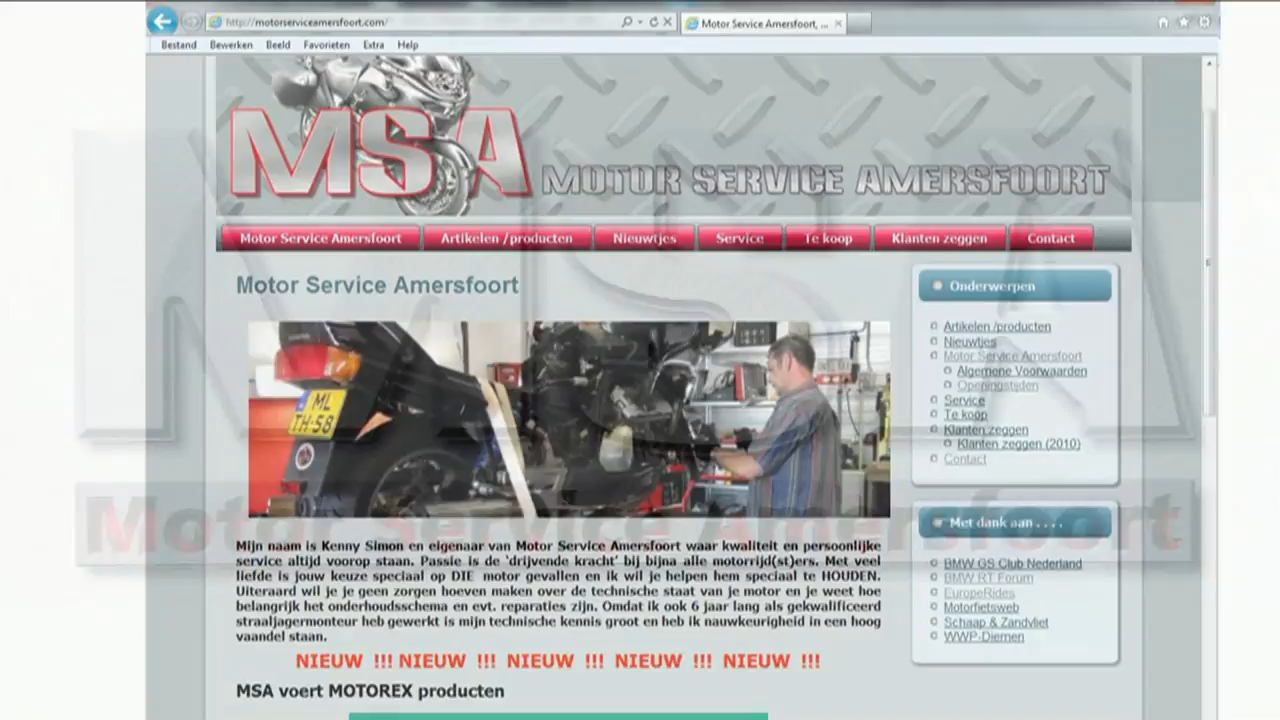 http://motorserviceamersfoort.com/
Motor Service Amersfoort, ...
Bestand Bewerken Beeld Favorieten Extra Help
MSA MOTOR SERVICE AMERSFOORT
Motor Service Amersfoort Artikelen /producten Nieuwtjes Service Te koop Klanten zeggen Contact
Motor Service Amersfoort
ML
TH-58
Mijn naam is Kenny Simon en eigenaar van Motor Service Amersfoort waar kwaliteit en persoonlijke
service altijd voorop staan. Passie is de 'drijvende kracht' bij bijna alle motorrijd(st)ers. Met veel
liefde is jouw keuze speciaal op DIE motor gevallen en ik wil je helpen hem speciaal te HOUDEN.
Uiteraard wil je je geen zorgen hoeven maken over de technische staat van je motor en je weet hoe
belangrijk het onderhoudsschema en evt. reparaties zijn. Omdat ik ook 6 jaar lang als gekwalificeerd
straaljagermonteur heb gewerkt is mijn technische kennis groot en heb ik nauwkeurigheid in een hoog
vaandel staan.
NIEUW !!! NIEUW !!! NIEUW !!! NIEUW !!! NIEUW !!!
MSA voert MOTOREX producten
Onderwerpen
Artikelen /producten
Nieuwtjes
Motor Service Amersfoort
Algemene Voorwaarden
Openingstijden
Service
Te koop
Klanten zeggen
Klanten zeggen (2010)
Contact
Met dank aan . . . .
BMW GS Club Nederland
BMW RT Forum
EuropeRides
Motorfietsweb
Schaap & Zandvliet
WWP-Diemen
MSA
Motor Service Amersfoort